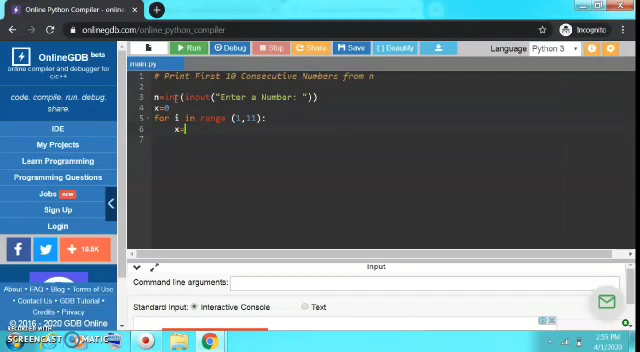 OnlinePython Compiler
onlinegdb.com/online_python_compiler
Incognito
OnlineGDB beta
online compiler and debugger for
c/c++
code. compile. run. debug.
share.
IDE
My Projects
Learn Programming
Programming Questions
Jobs new
Sign Up
Login
18.6K
About • FAQ • Blog • Terms of Use
• Contact Us • GDB Tutorial •
Credits • Privacy
© 2016 - 2020 GDB Online
RECORDED WITH
SCREENCAST MATIC
Run
Debug
Stop
Share
Save
{ } Beautify
Language
Python 3
main.py
1 # Print First 10 Consecutive Numbers from n
2
3 n=int(input("Enter a Number: "))
4 x=0
5 for i in range (1,11):
6 x=
7
input
Command line arguments:
Standard Input:
Interactive Console
Text
2:55 PM
4/1/2020